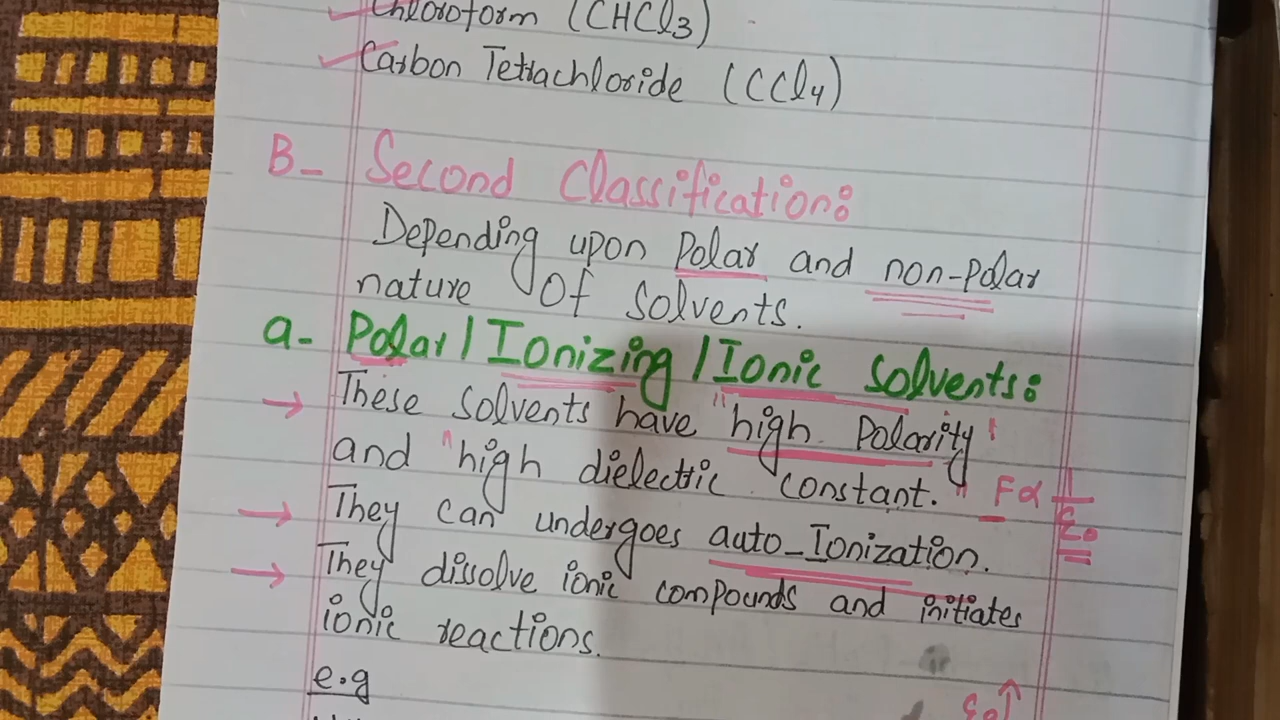 Chloroform (CHCl3)
Carbon Tetrachloride (CCl4)
B- Second Classification:
Depending upon Polar and non-polar
nature of solvents.
a- Polar / Ionizing / Ionic Solvents:
→ These solvents have "high Polarity"
and "high dielectric constant." F∝ 1/ε₀
→ They can undergoes auto-Ionization.
→ They dissolve ionic compounds and initiates
ionic reactions.
e.g
ε₀↑